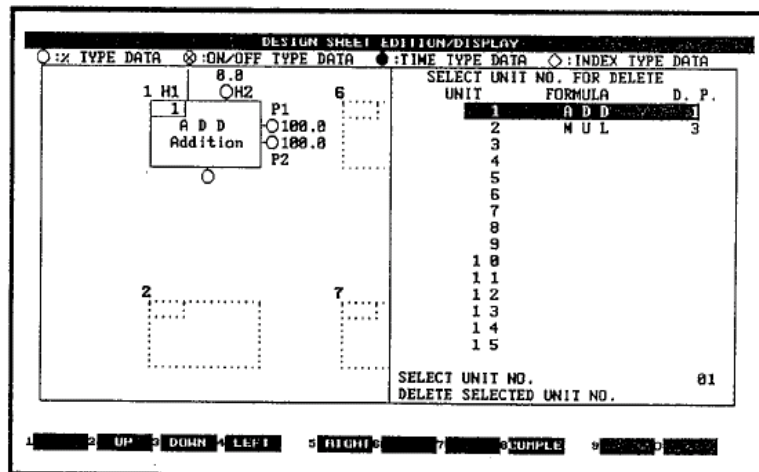 DESIGN SHEET EDITION/DISPLAY
:% TYPE DATA :ON/OFF TYPE DATA :TIME TYPE DATA :INDEX TYPE DATA
SELECT UNIT NO. FOR DELETE
UNIT FORMULA D. P.
1 A D D 1
2 M U L 3
3
4
5
6
7
8
9
1 0
1 1
1 2
1 3
1 4
1 5
SELECT UNIT NO. 01
DELETE SELECTED UNIT NO.
0.0
1 H1 H2
1 P1
A D D 100.0
Addition 100.0
P2
6
2
7
1 2 UP 3 DOWN 4 LEFT 5 RIGHT 6 7 8 COMPLE 9